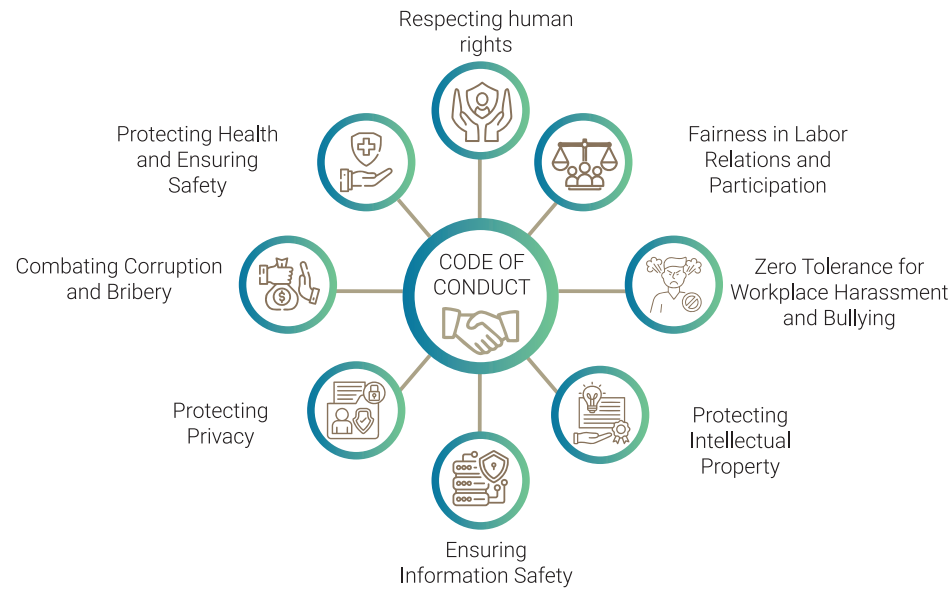 Respecting human
rights
Fairness in Labor
Relations and
Participation
Zero Tolerance for
Workplace Harassment
and Bullying
Protecting
Intellectual
Property
Ensuring
Information Safety
Protecting
Privacy
Combating Corruption
and Bribery
Protecting Health
and Ensuring
Safety
CODE OF
CONDUCT
$